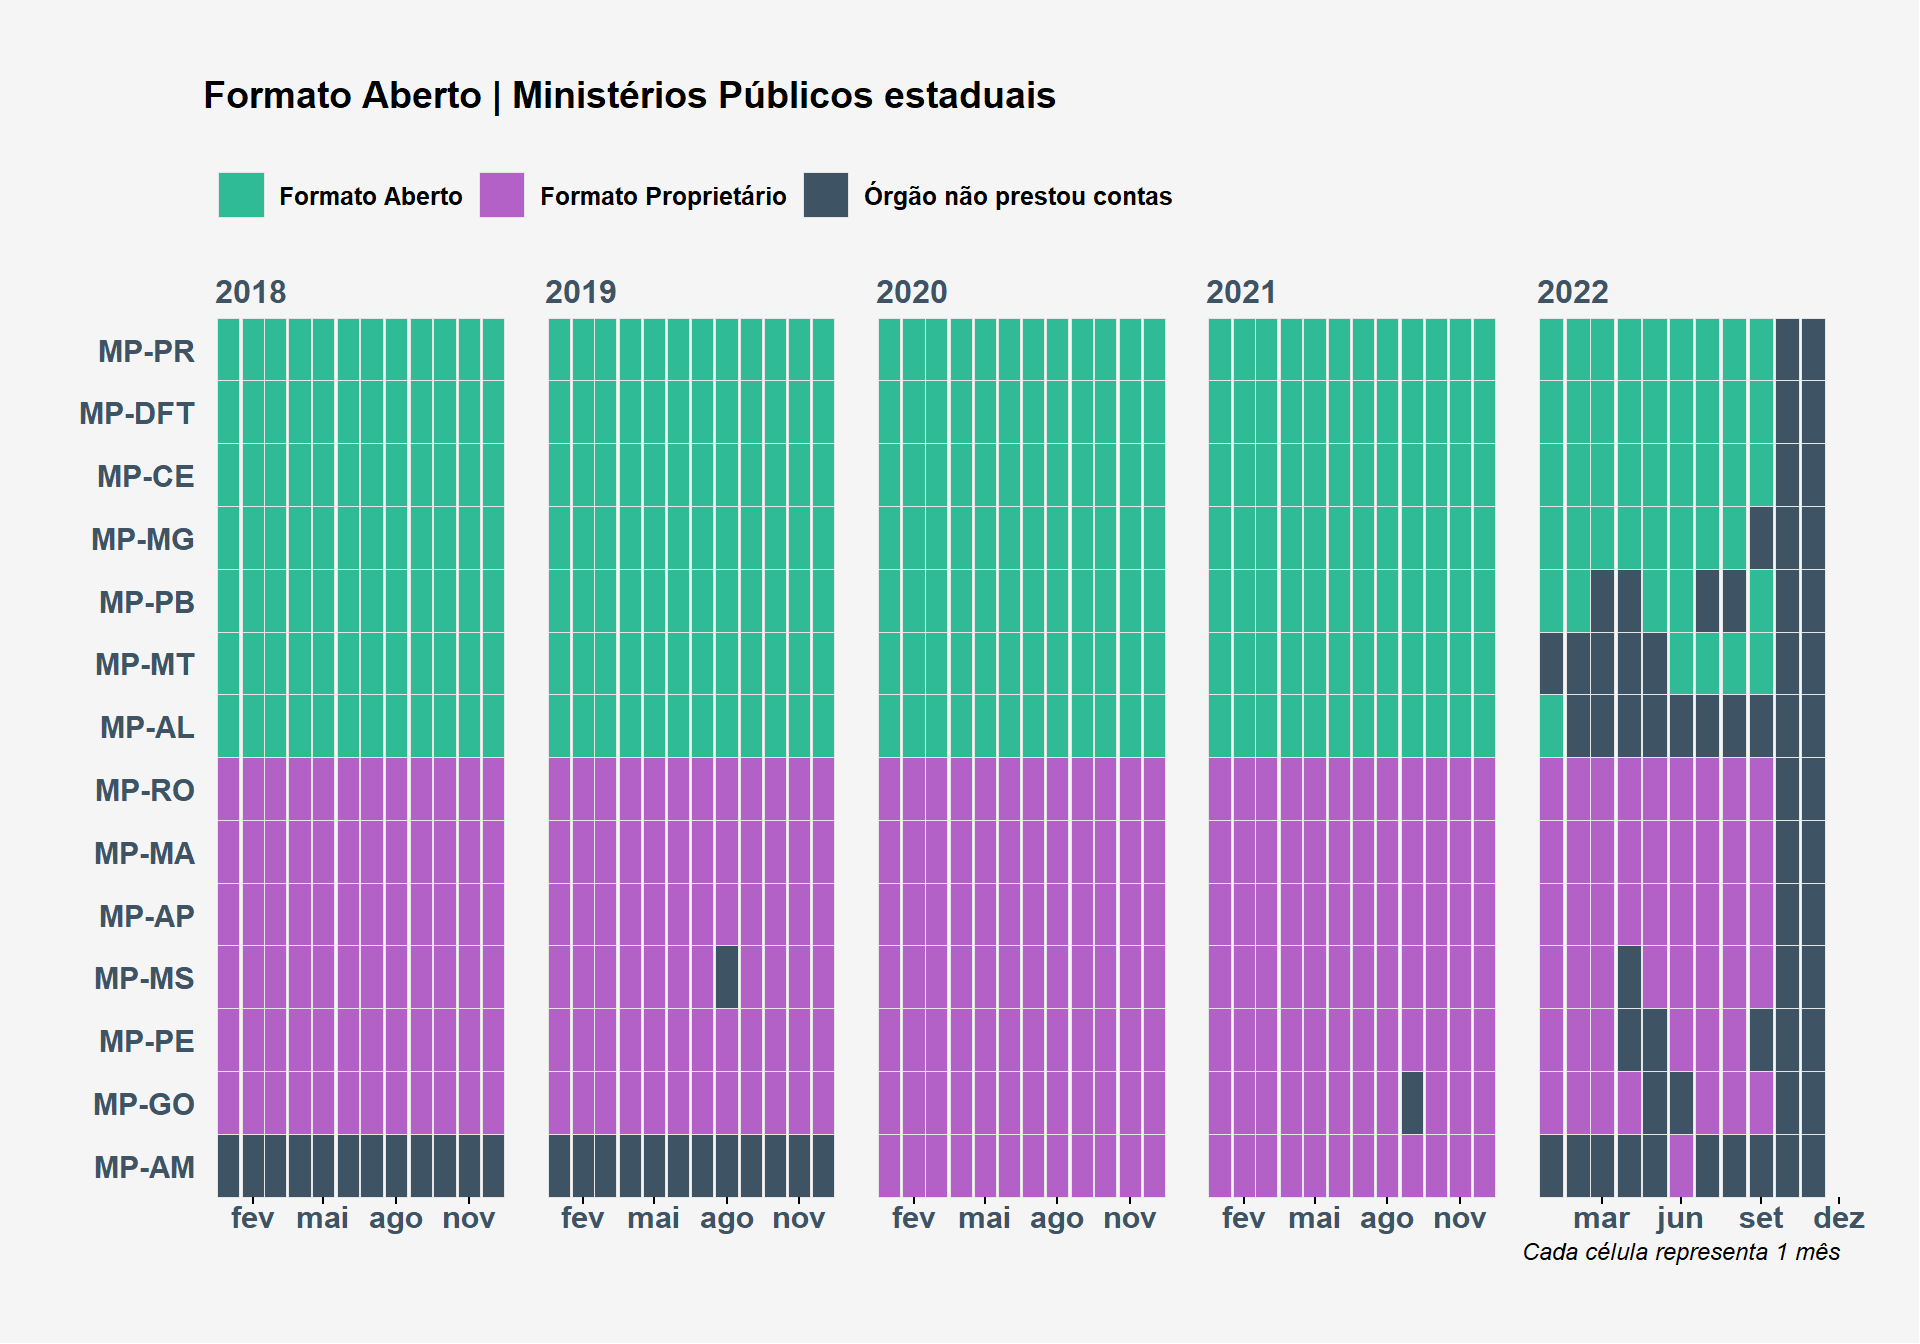 Formato Aberto | Ministérios Públicos estaduais
Formato Aberto Formato Proprietário Órgão não prestou contas
2018 2019 2020 2021 2022
MP-PR
MP-DFT
MP-CE
MP-MG
MP-PB
MP-MT
MP-AL
MP-RO
MP-MA
MP-AP
MP-MS
MP-PE
MP-GO
MP-AM
fev mai ago nov fev mai ago nov fev mai ago nov fev mai ago nov mar jun set dez
Cada célula representa 1 mês